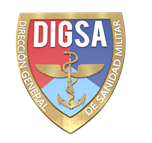 DIGSA
DIRECCIÓN GENERAL
DE SANIDAD MILITAR